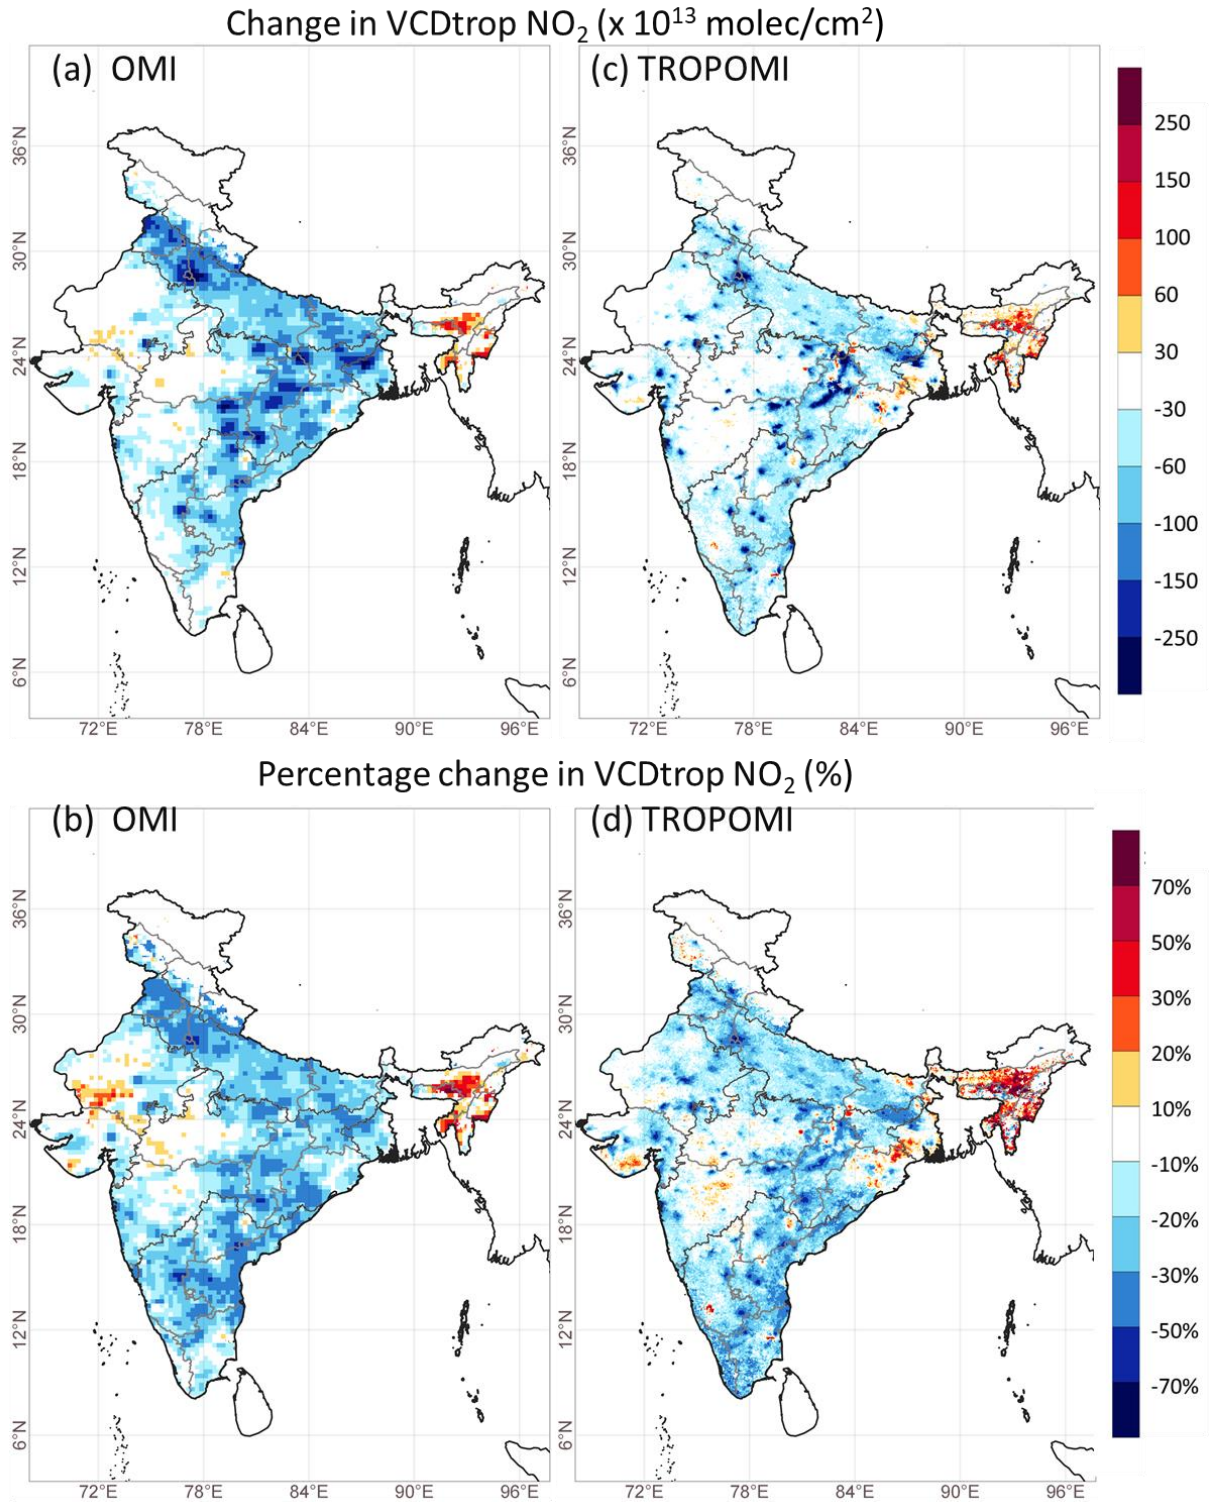 Change in VCDtrop NO₂ (x 10¹³ molec/cm²)
(a) OMI
(c) TROPOMI
36°N
30°N
24°N
18°N
12°N
6°N
72°E 78°E 84°E 90°E 96°E
36°N
30°N
24°N
18°N
12°N
6°N
72°E 78°E 84°E 90°E 96°E
250
150
100
60
30
-30
-60
-100
-150
-250
Percentage change in VCDtrop NO₂ (%)
(b) OMI
(d) TROPOMI
36°N
30°N
24°N
18°N
12°N
6°N
72°E 78°E 84°E 90°E 96°E
36°N
30°N
24°N
18°N
12°N
6°N
72°E 78°E 84°E 90°E 96°E
70%
50%
30%
20%
10%
-10%
-20%
-30%
-50%
-70%